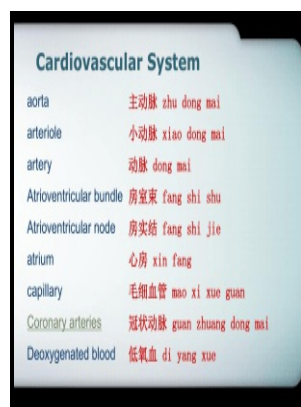 Cardiovascular System
aorta 主动脉 zhu dong mai
arteriole 小动脉 xiao dong mai
artery 动脉 dong mai
Atrioventricular bundle 房室束 fang shi shu
Atrioventricular node 房实结 fang shi jie
atrium 心房 xin fang
capillary 毛细血管 mao xi xue guan
Coronary arteries 冠状动脉 guan zhuang dong mai
Deoxygenated blood 低氧血 di yang xue